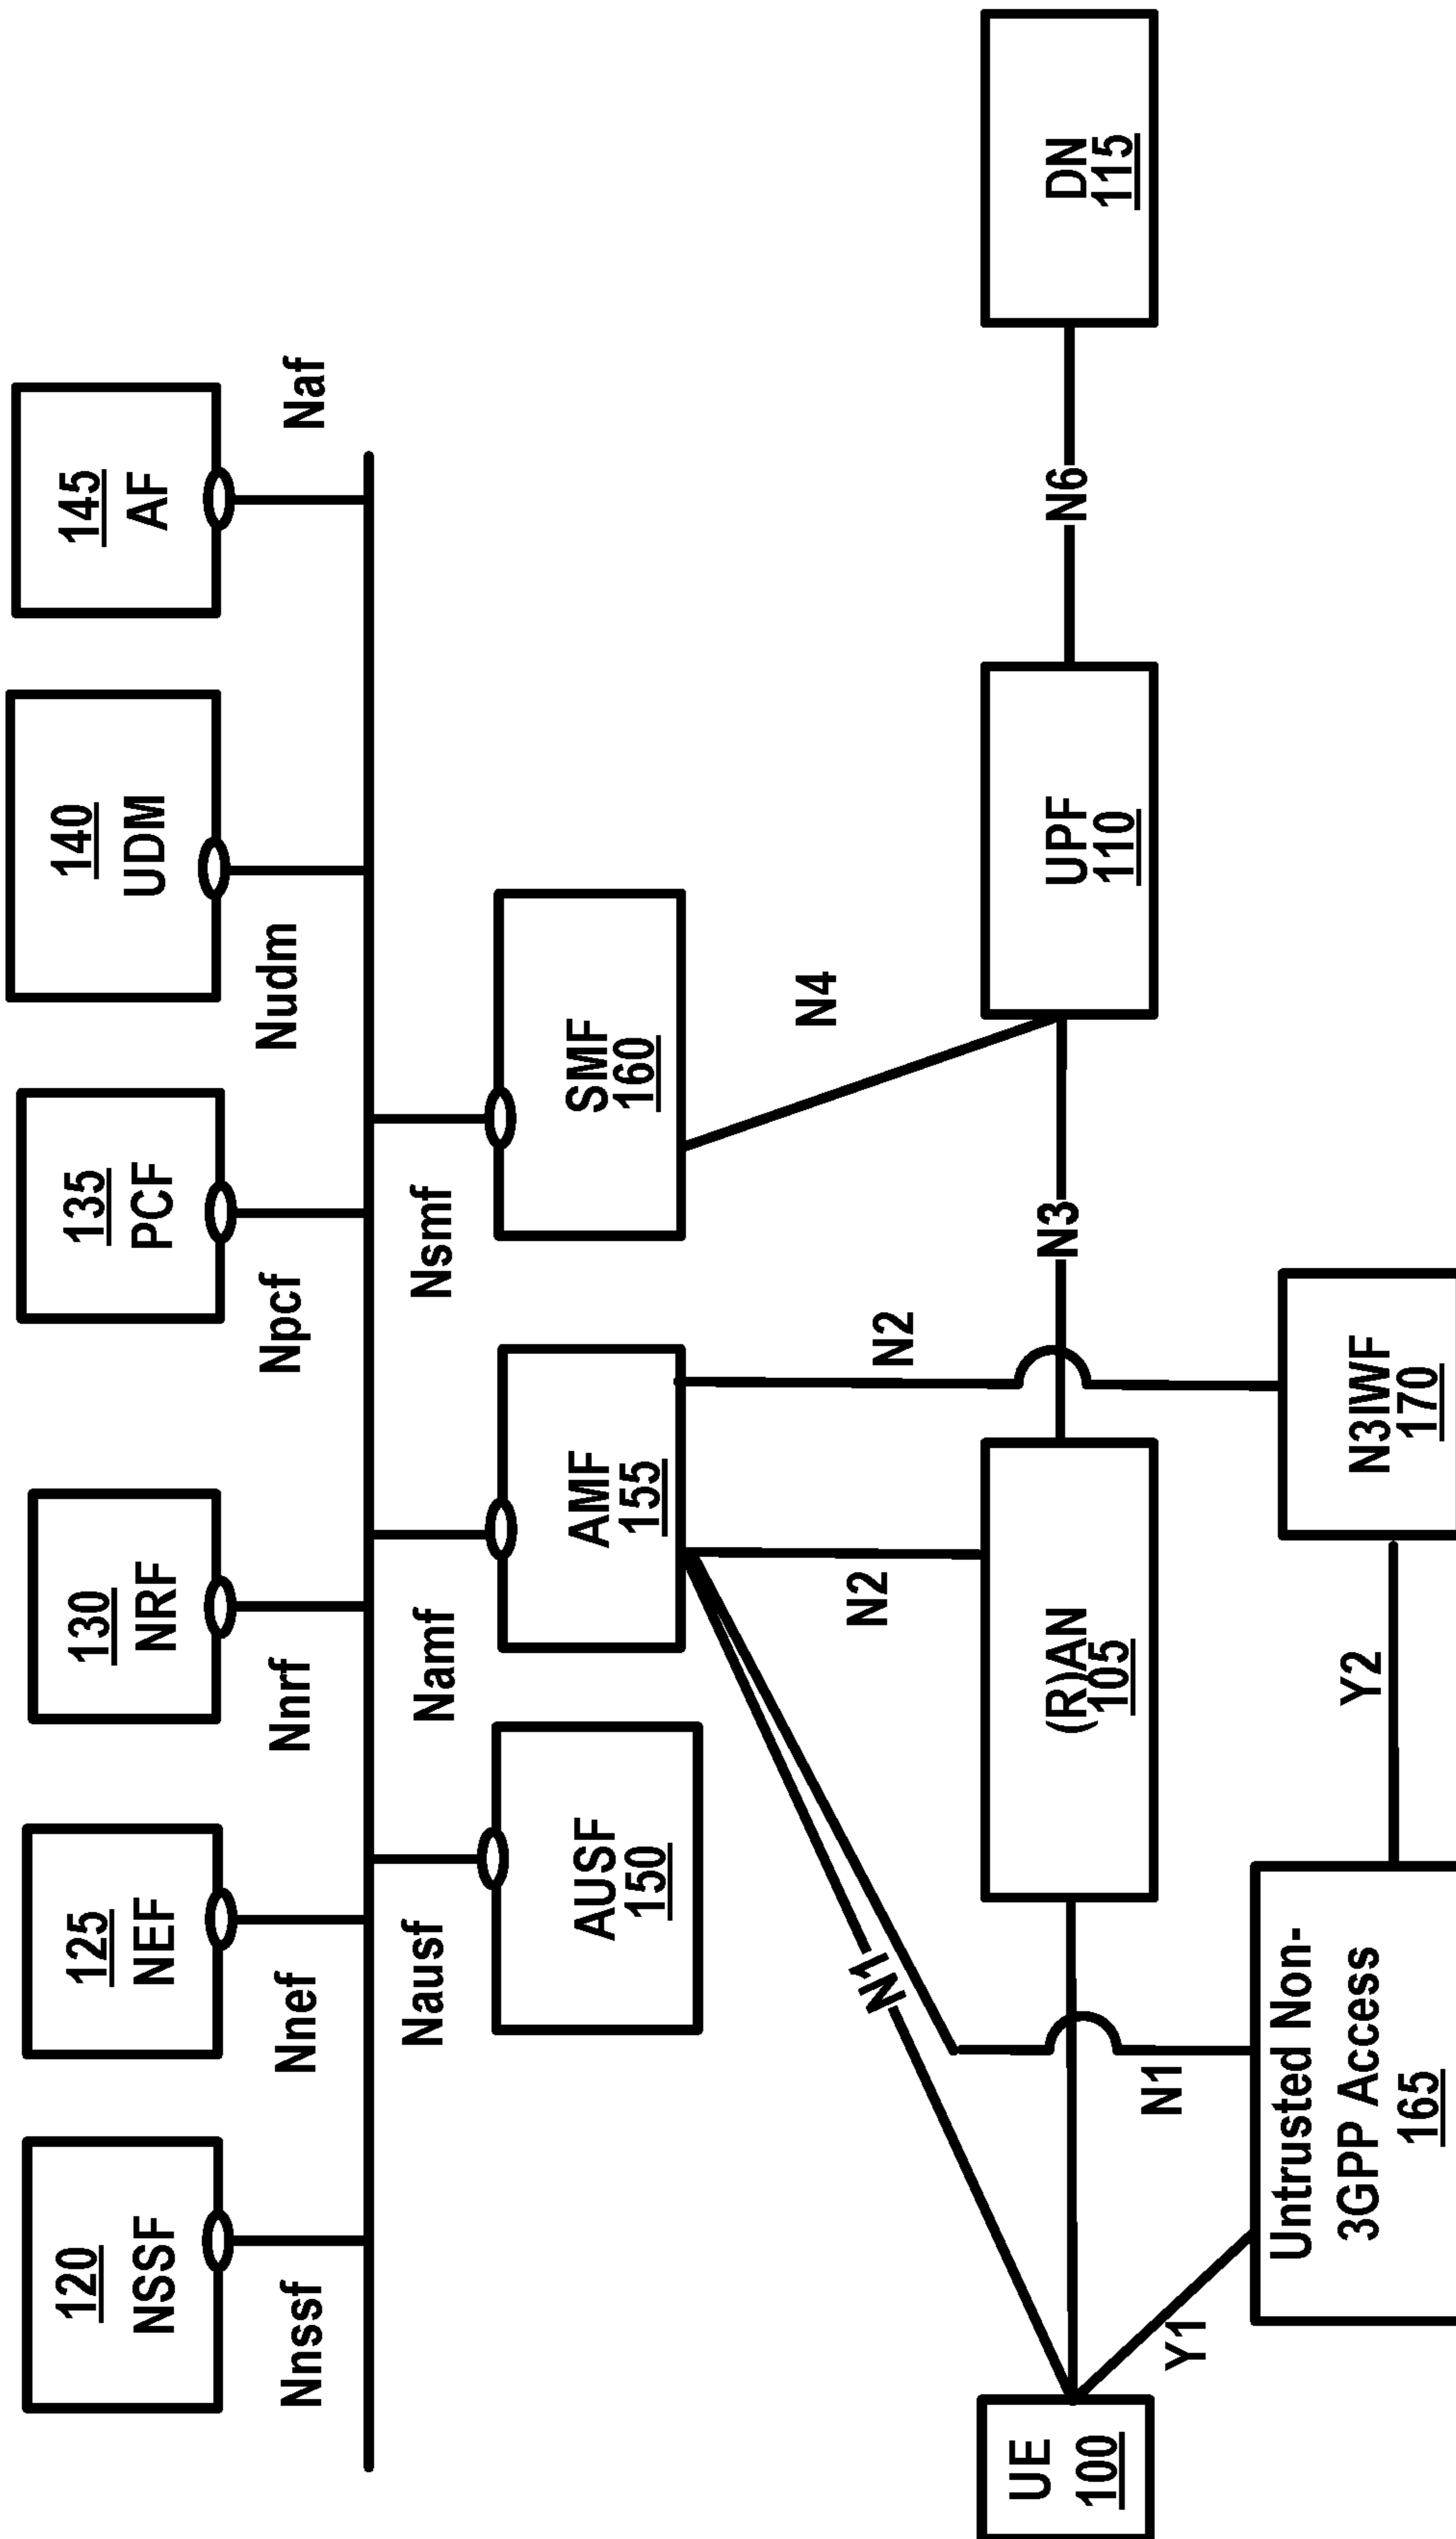 120
NSSF
125
NEF
130
NRF
135
PCF
140
UDM
145
AF
Nnssf
Nnef
Nnrf
Npcf
Nudm
Naf
Nausf
Namf
Nsmf
AUSF
150
AMF
155
SMF
160
N1
N2
N2
N4
UE
100
(R)AN
105
N3
UPF
110
N6
DN
115
Y1
N1
Untrusted Non-
3GPP Access
165
Y2
N3IWF
170